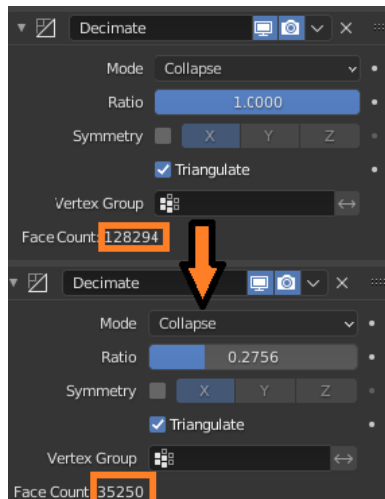 Decimate
Mode Collapse
Ratio 1.0000
Symmetry X Y Z
Triangulate
Vertex Group
Face Count: 128294
Decimate
Mode Collapse
Ratio 0.2756
Symmetry X Y Z
Triangulate
Vertex Group
Face Count 35250